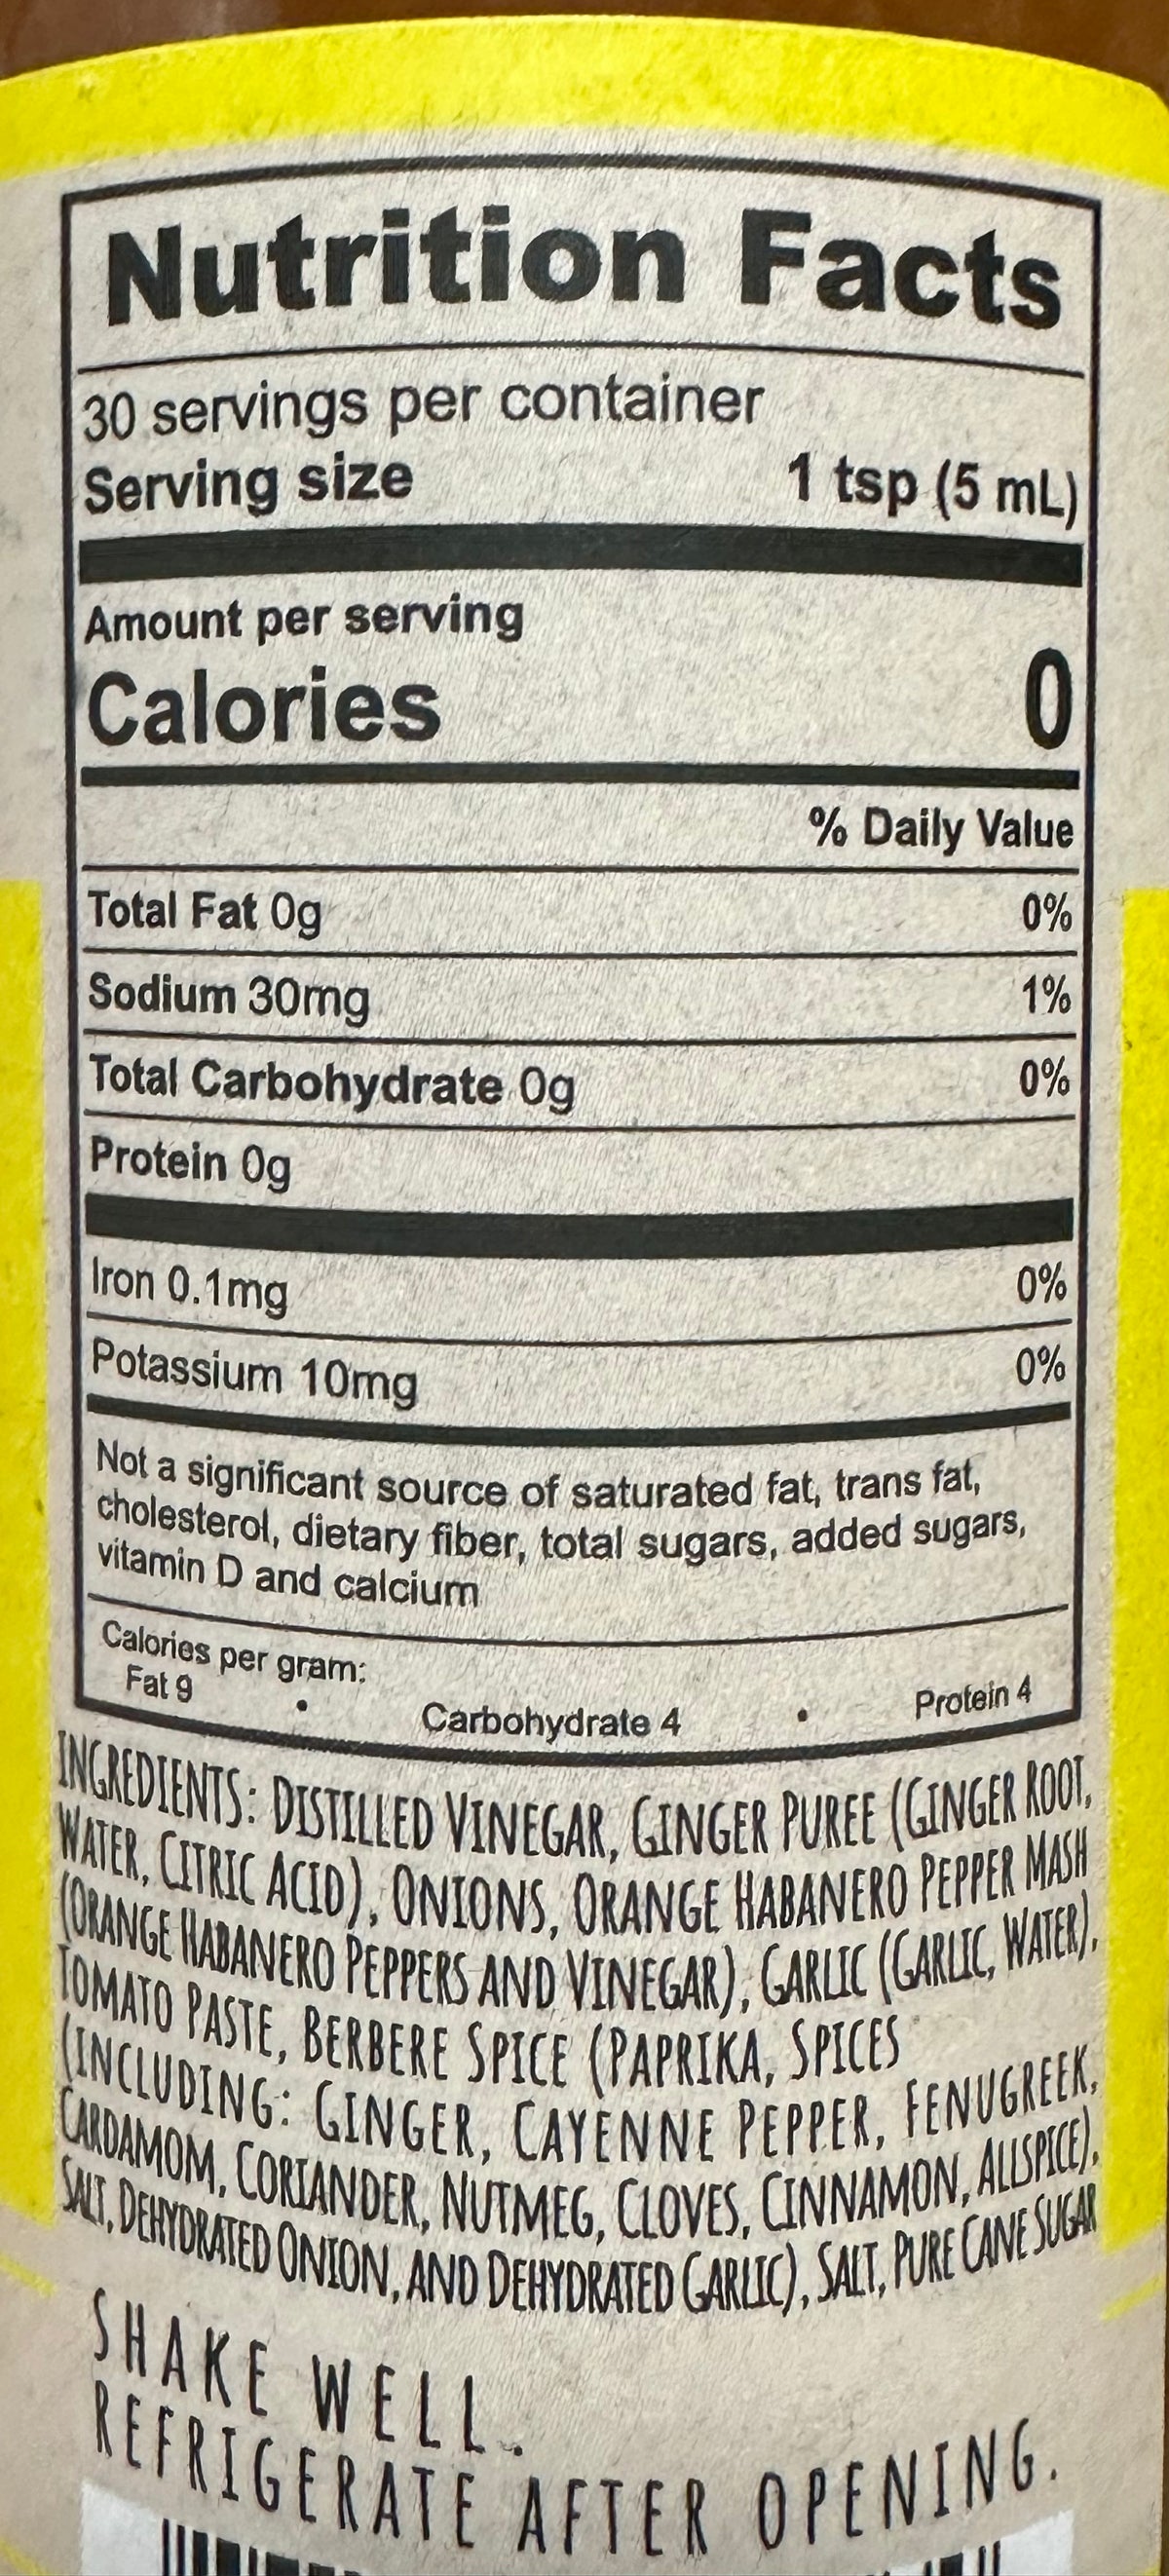 Nutrition Facts
30 servings per container
Serving size 1 tsp (5 mL)
Amount per serving
Calories 0
% Daily Value
Total Fat 0g 0%
Sodium 30mg 1%
Total Carbohydrate 0g 0%
Protein 0g
Iron 0.1mg 0%
Potassium 10mg 0%
Not a significant source of saturated fat, trans fat,
cholesterol, dietary fiber, total sugars, added sugars,
vitamin D and calcium
Calories per gram:
Fat 9 • Carbohydrate 4 • Protein 4
INGREDIENTS: DISTILLED VINEGAR, GINGER PUREE (GINGER ROOT,
WATER, CITRIC ACID), ONIONS, ORANGE HABANERO PEPPER MASH
(ORANGE HABANERO PEPPERS AND VINEGAR), GARLIC (GARLIC, WATER),
TOMATO PASTE, BERBERE SPICE (PAPRIKA, SPICES
(INCLUDING: GINGER, CAYENNE PEPPER, FENUGREEK,
CARDAMOM, CORIANDER, NUTMEG, CLOVES, CINNAMON, ALLSPICE),
SALT, DEHYDRATED ONION, AND DEHYDRATED GARLIC), SALT, PURE CANE SUGAR
SHAKE WELL.
REFRIGERATE AFTER OPENING.